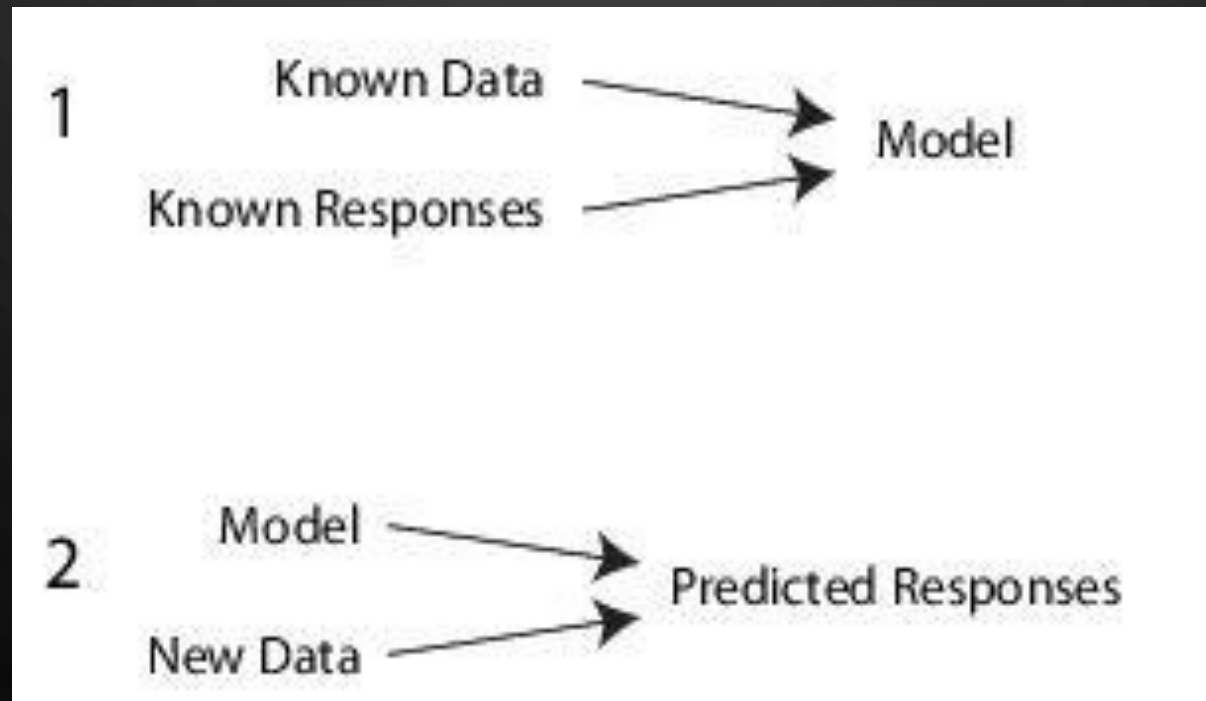 1
Known Data
Model
Known Responses
2
Model
Predicted Responses
New Data